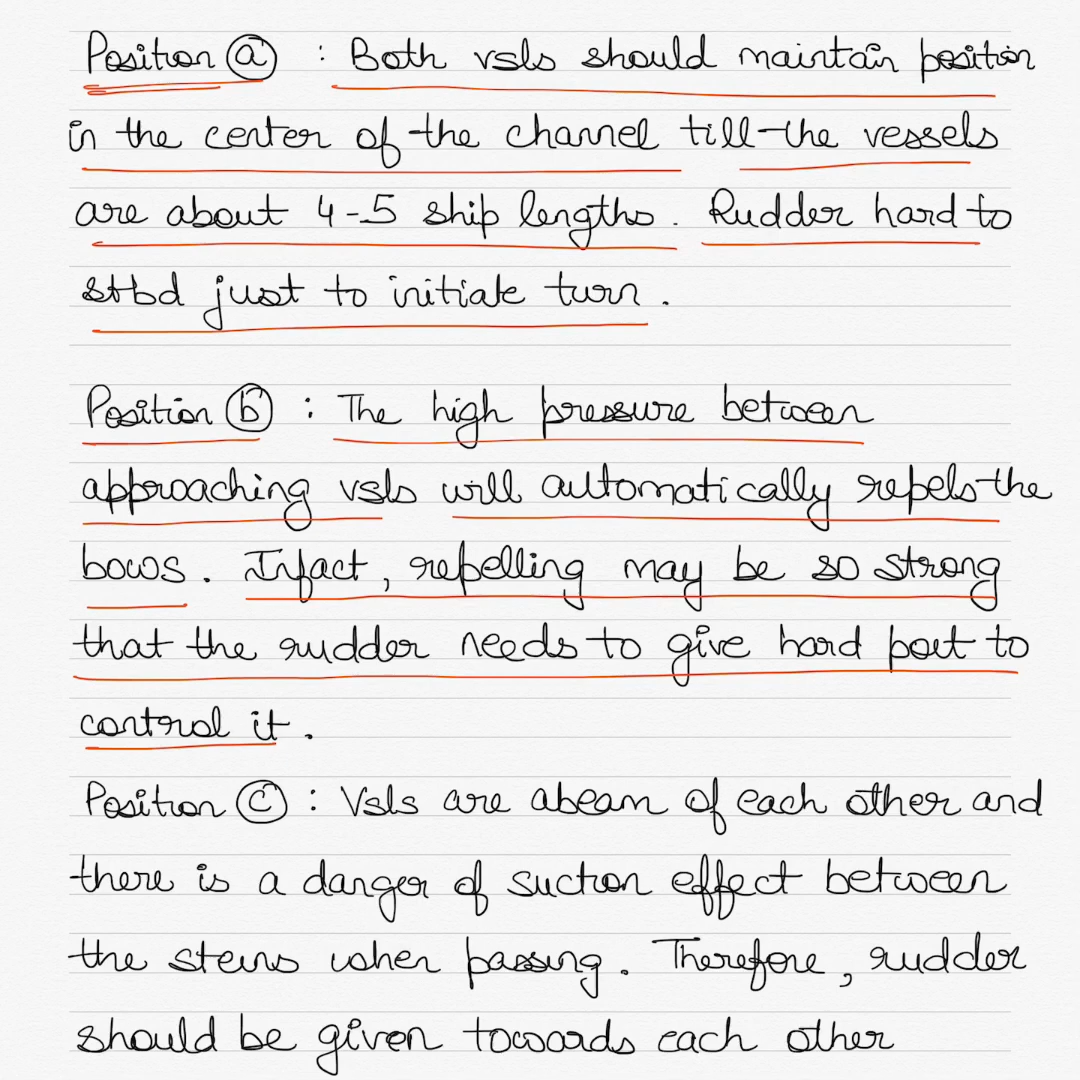 Position ⓐ : Both vsls should maintain position
in the center of the channel till the vessels
are about 4-5 ship lengths. Rudder hard to
stbd just to initiate turn.
Position ⓑ : The high pressure between
approaching vsls will automatically repels the
bows. Infact, repelling may be so strong
that the rudder needs to give hard port to
control it.
Position ⓒ : Vsls are abeam of each other and
there is a danger of suction effect between
the sterns when passing. Therefore, rudder
should be given towards each other